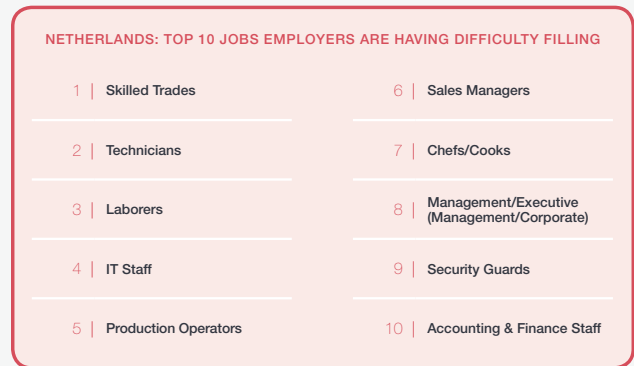 NETHERLANDS: TOP 10 JOBS EMPLOYERS ARE HAVING DIFFICULTY FILLING
1 | Skilled Trades
2 | Technicians
3 | Laborers
4 | IT Staff
5 | Production Operators
6 | Sales Managers
7 | Chefs/Cooks
8 | Management/Executive
(Management/Corporate)
9 | Security Guards
10 | Accounting & Finance Staff